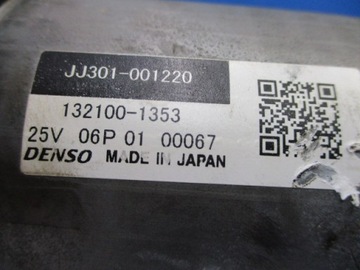 JJ301-001220
132100-1353
25V 06P 01 00067
DENSO MADE IN JAPAN